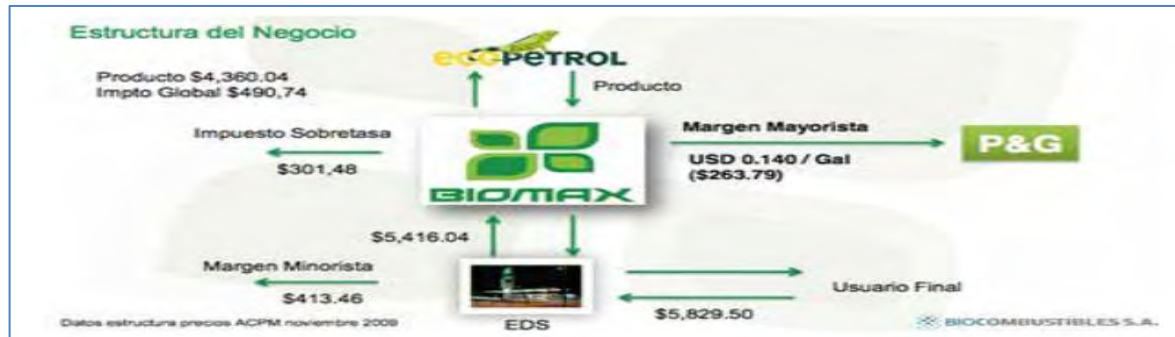 Estructura del Negocio
ecoPETROL
Producto $4,360.04
Impto Global $490,74
Producto
Impuesto Sobretasa
$301,48
Margen Mayorista
USD 0.140 / Gal
($263.79)
P&G
BIOMAX
$5,416.04
Margen Minorista
$413.46
Usuario Final
$5,829.50
EDS
Datos estructura precios ACPM noviembre 2009
BIOCOMBUSTIBLES S.A.